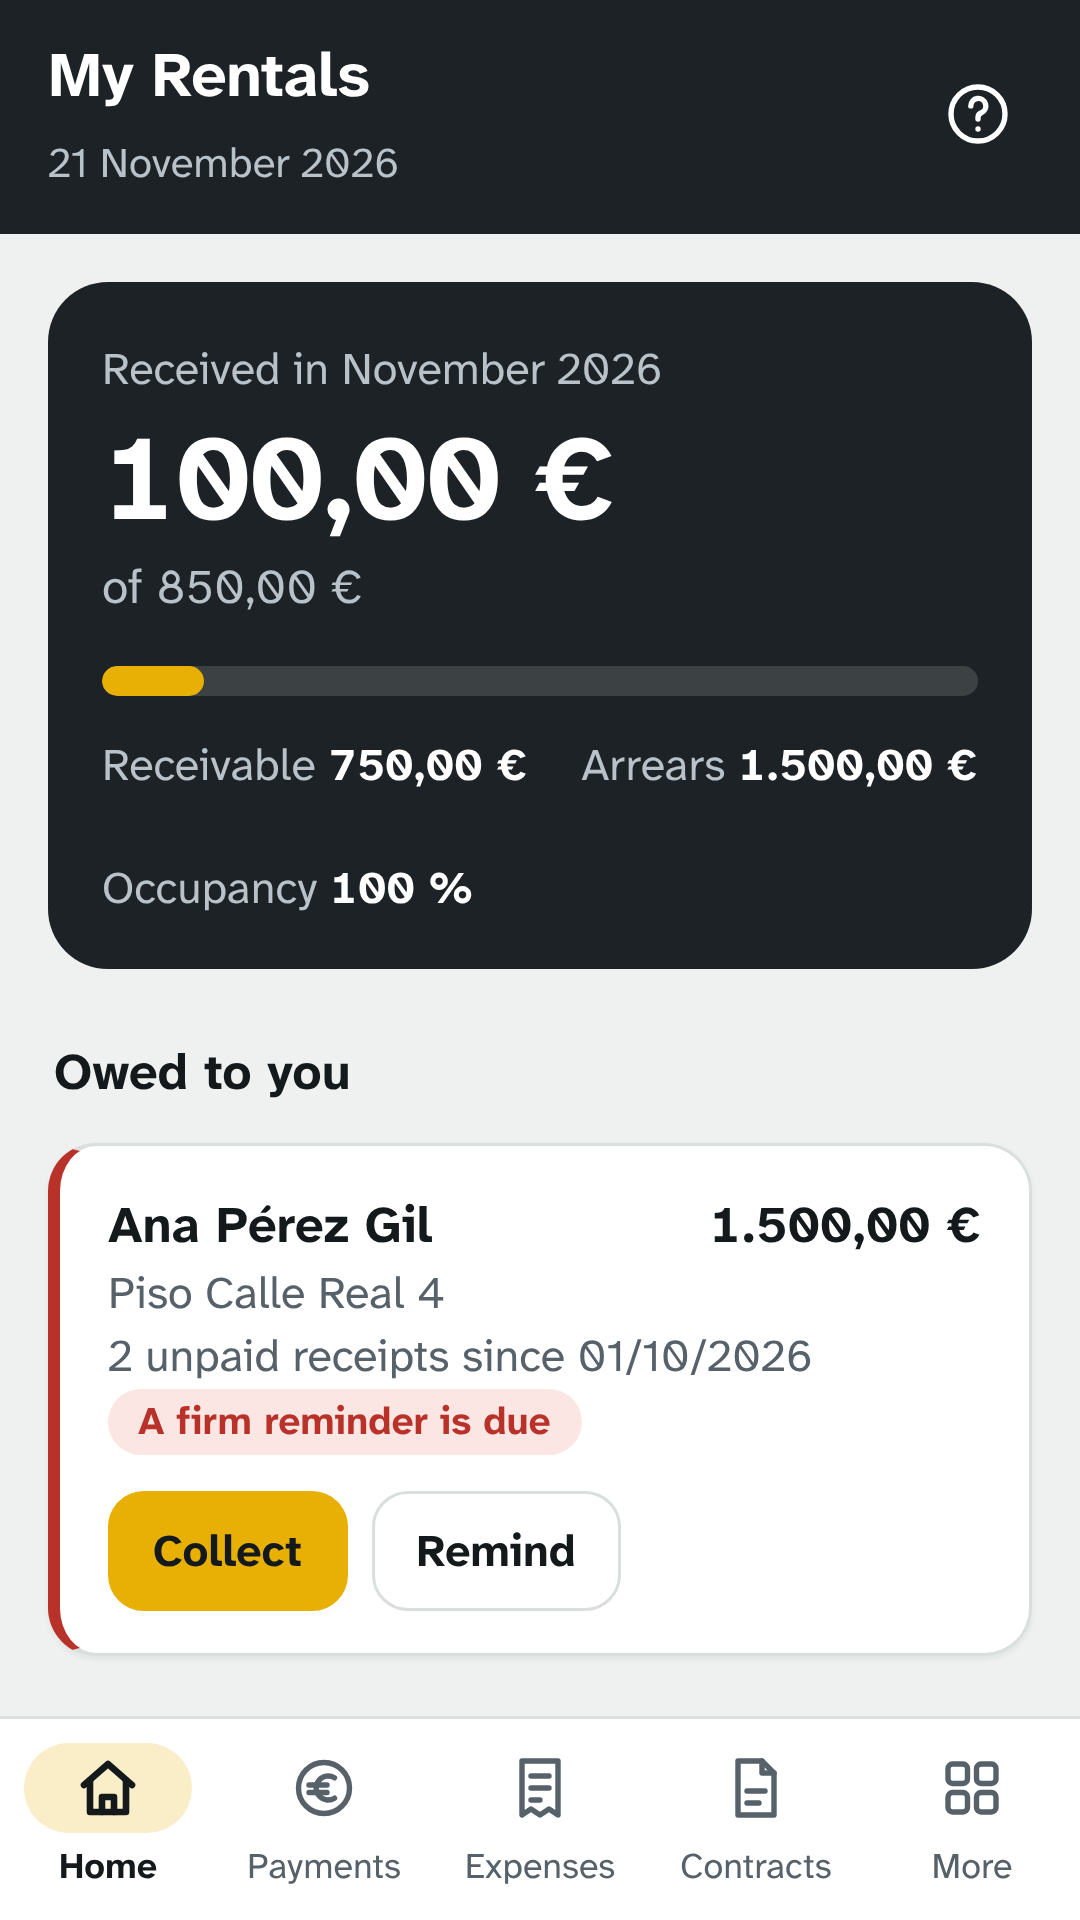 My Rentals
21 November 2026
Received in November 2026
100,00 €
of 850,00 €
Receivable 750,00 € Arrears 1.500,00 €
Occupancy 100 %
Owed to you
Ana Pérez Gil 1.500,00 €
Piso Calle Real 4
2 unpaid receipts since 01/10/2026
A firm reminder is due
Collect Remind
Home Payments Expenses Contracts More